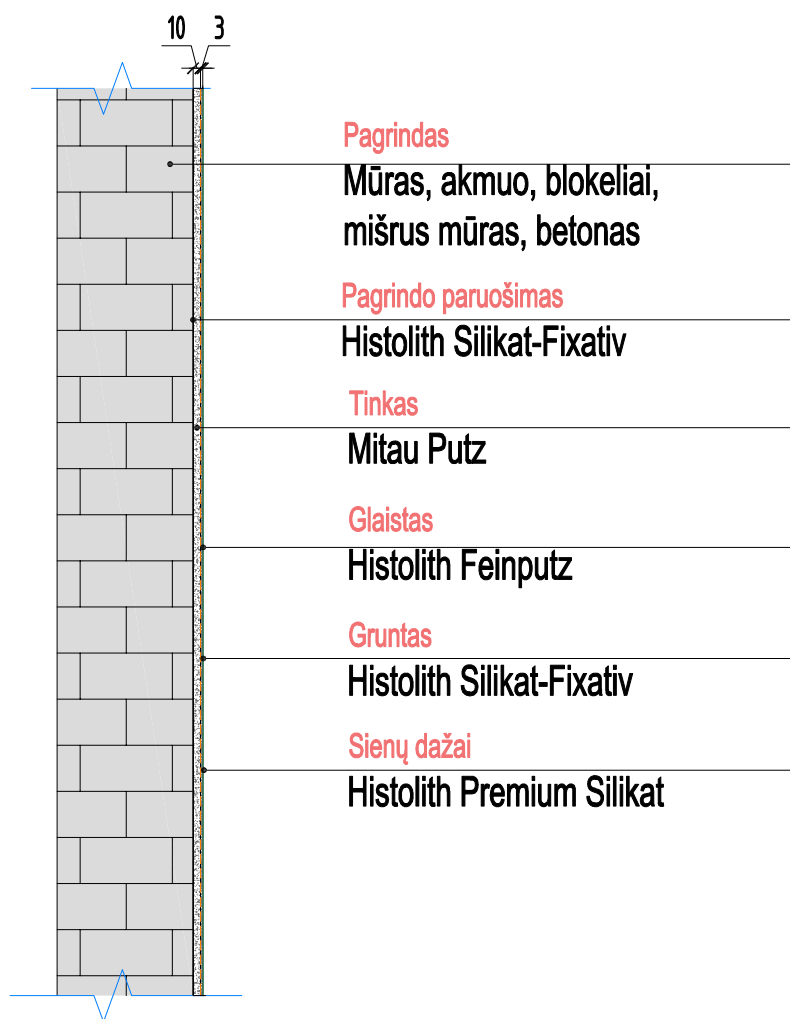 10 3
Pagrindas
Mūras, akmuo, blokeliai,
mišrus mūras, betonas
Pagrindo paruošimas
Histolith Silikat-Fixativ
Tinkas
Mitau Putz
Glaistas
Histolith Feinputz
Gruntas
Histolith Silikat-Fixativ
Sienų dažai
Histolith Premium Silikat